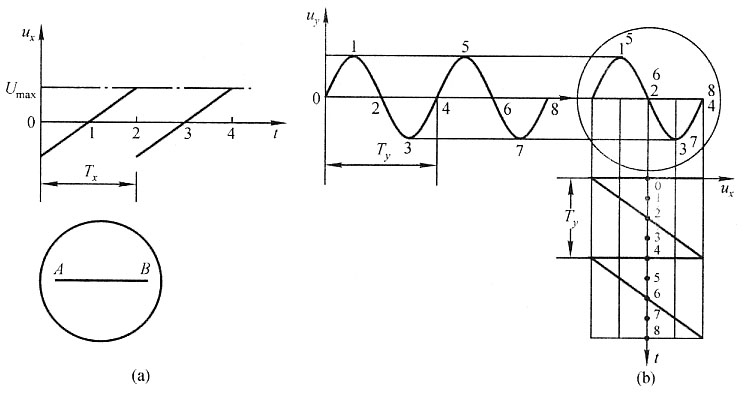 u_x
U_max
0
1 2 3 4 t
T_x
A B
(a)
u_y
1 5 1 5
0 2 4 6 8 6 2 8 4
3 7 3 7
T_y
u_x
0
1
2
3
4
5
6
7
8
T_y
t
(b)